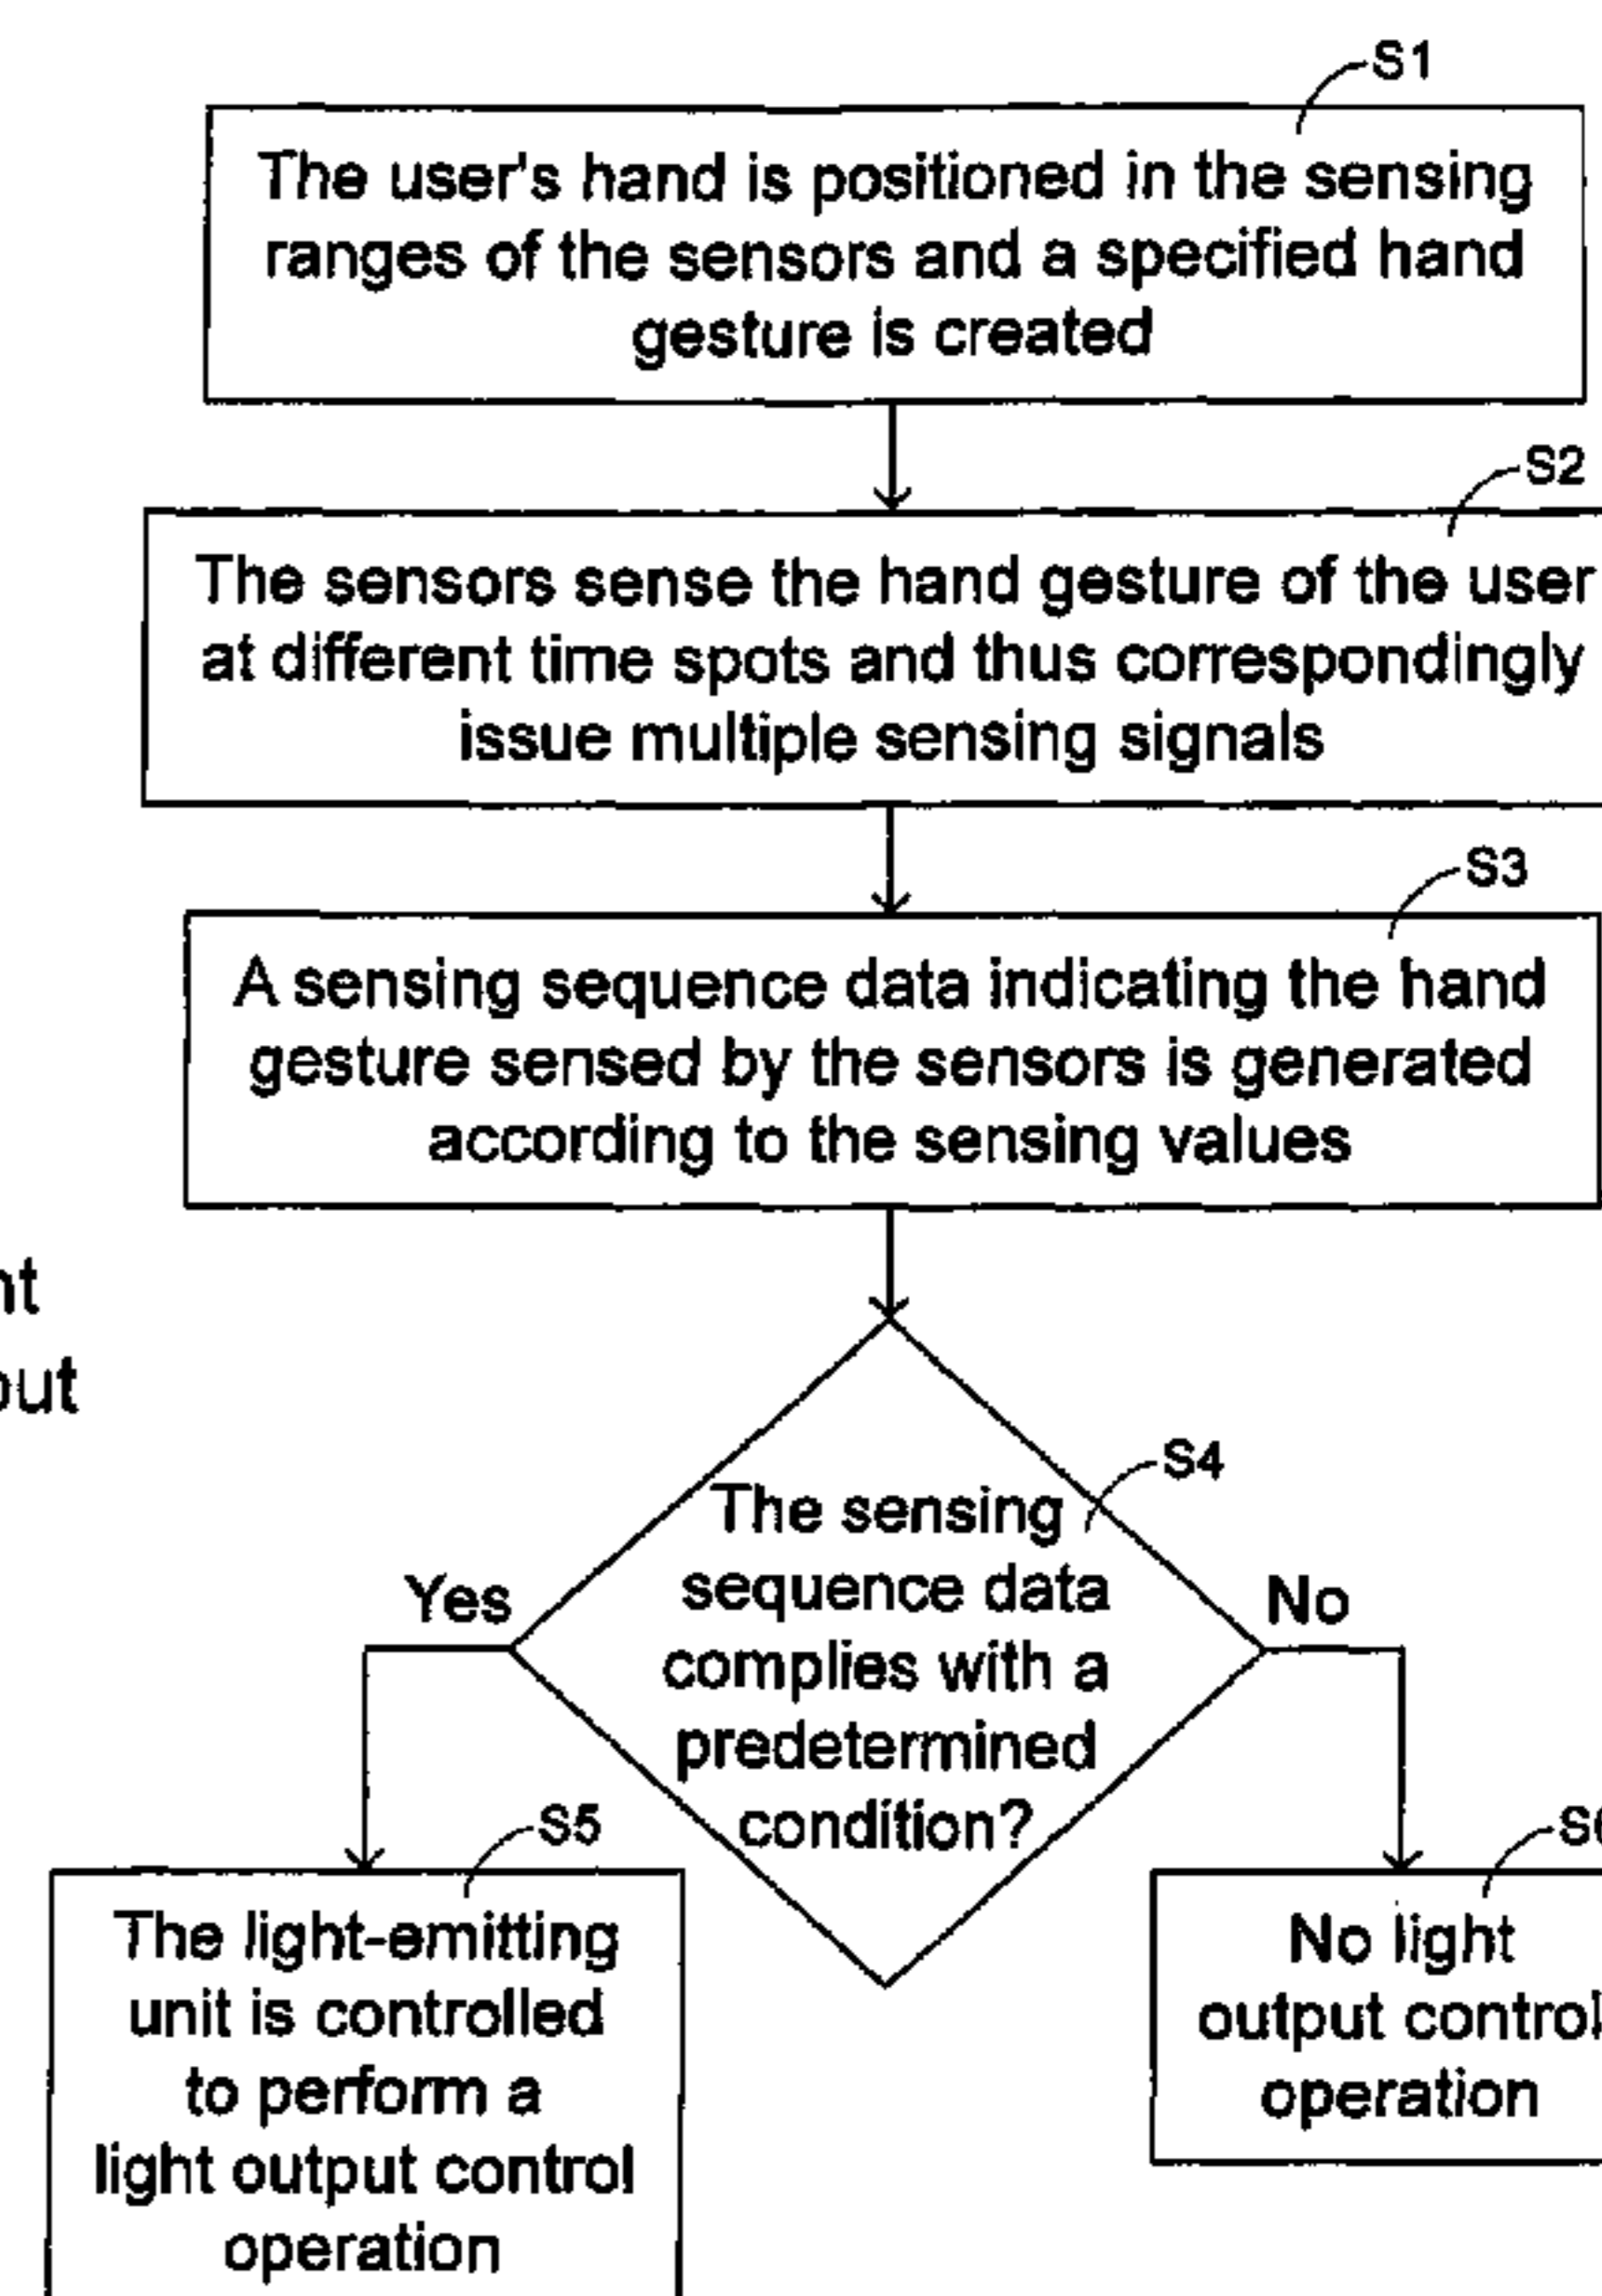 S1
The user's hand is positioned in the sensing
ranges of the sensors and a specified hand
gesture is created
S2
The sensors sense the hand gesture of the user
at different time spots and thus correspondingly
issue multiple sensing signals
S3
A sensing sequence data indicating the hand
gesture sensed by the sensors is generated
according to the sensing values
S4
The sensing
sequence data
complies with a
predetermined
condition?
Yes
No
S5
The light-emitting
unit is controlled
to perform a
light output control
operation
No light
output control
operation